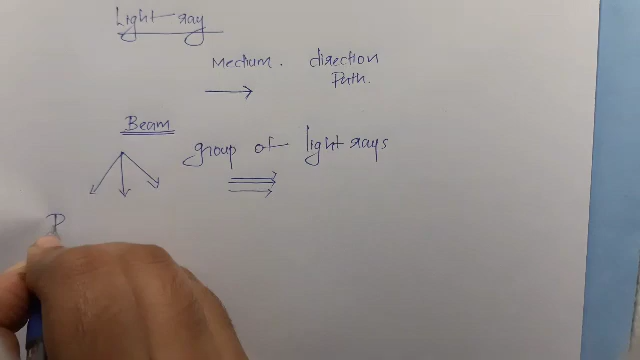 Light-ray
Medium. direction
Path.
Beam
group of light rays